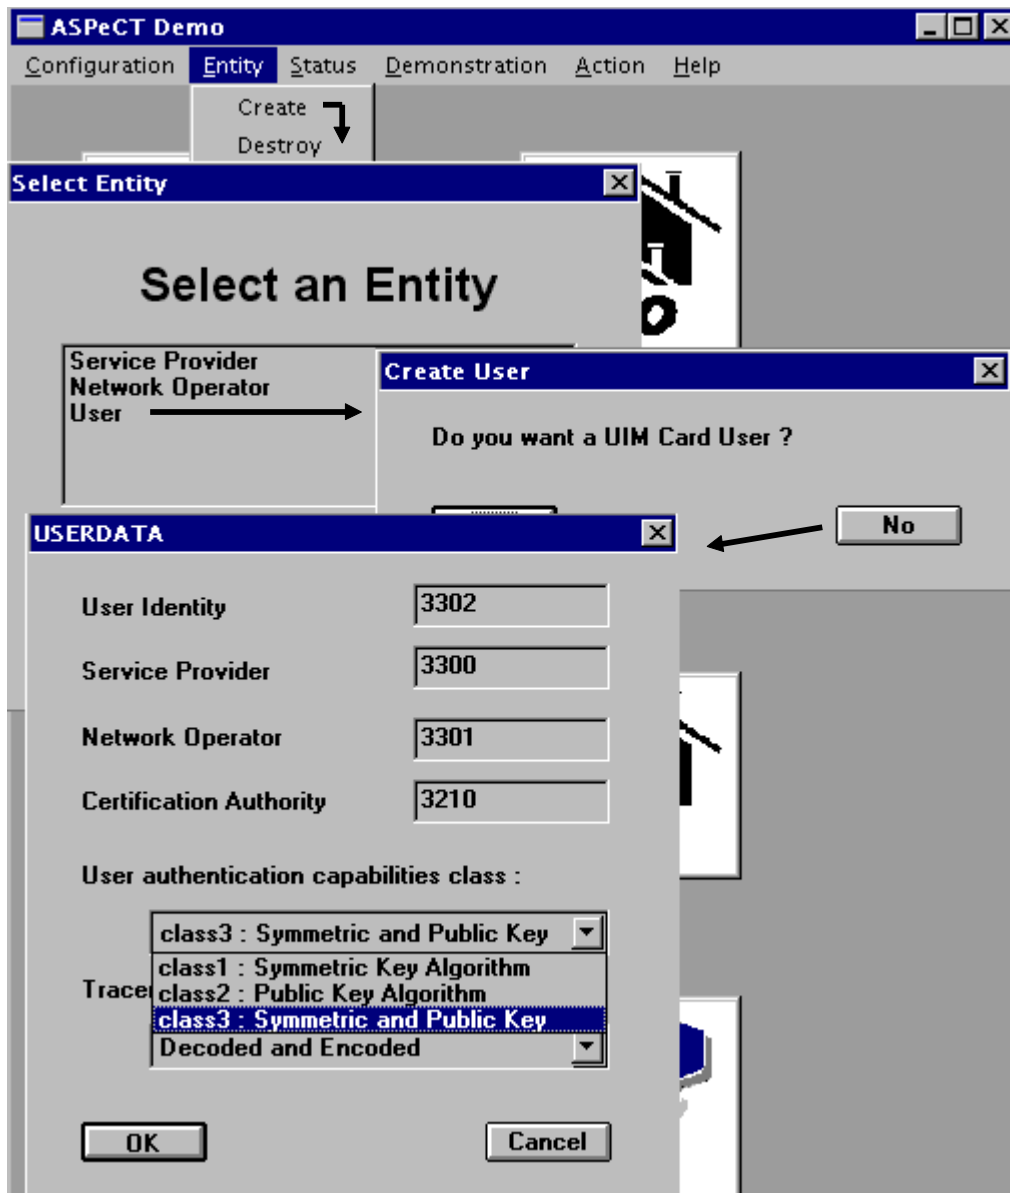 ASPeCT Demo
Configuration Entity Status Demonstration Action Help
Create
Destroy
Select Entity
Select an Entity
Service Provider
Network Operator
User
Create User
Do you want a UIM Card User ?
No
USERDATA
User Identity 3302
Service Provider 3300
Network Operator 3301
Certification Authority 3210
User authentication capabilities class :
class3 : Symmetric and Public Key
class1 : Symmetric Key Algorithm
class2 : Public Key Algorithm
class3 : Symmetric and Public Key
Decoded and Encoded
OK Cancel